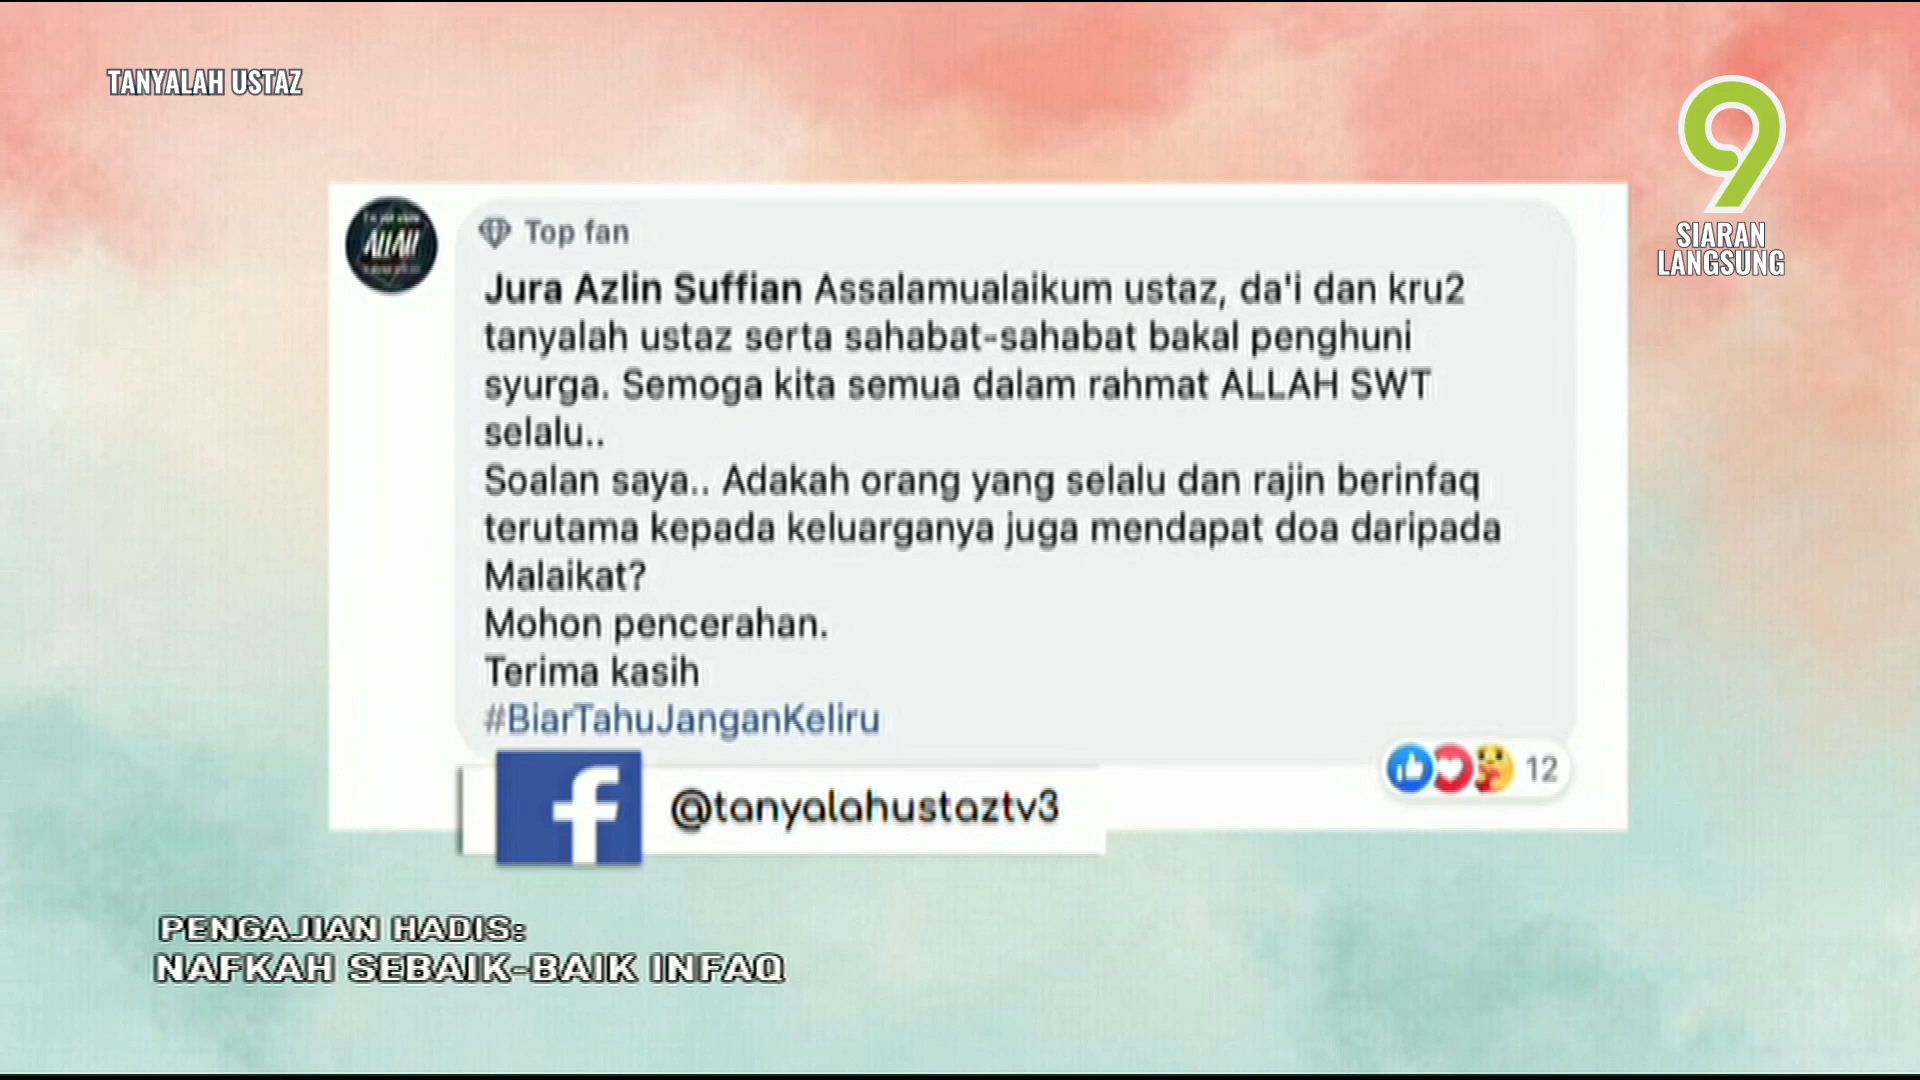 TANYALAH USTAZ
9
SIARAN
LANGSUNG
ALLAH
Top fan
Jura Azlin Suffian Assalamualaikum ustaz, da'i dan kru2
tanyalah ustaz serta sahabat-sahabat bakal penghuni
syurga. Semoga kita semua dalam rahmat ALLAH SWT
selalu..
Soalan saya.. Adakah orang yang selalu dan rajin berinfaq
terutama kepada keluarganya juga mendapat doa daripada
Malaikat?
Mohon pencerahan.
Terima kasih
#BiarTahuJanganKeliru
12
f @tanyalahustaztv3
PENGAJIAN HADIS:
NAFKAH SEBAIK-BAIK INFAQ